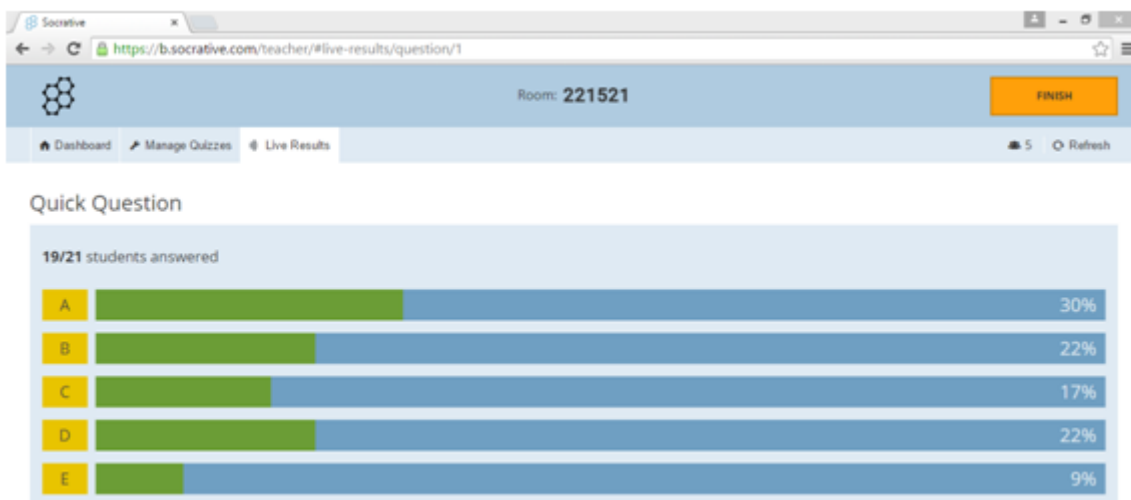 Socrative
https://b.socrative.com/teacher/#live-results/question/1
Room: 221521
FINISH
Dashboard Manage Quizzes Live Results 5 Refresh
Quick Question
19/21 students answered
A 30%
B 22%
C 17%
D 22%
E 9%